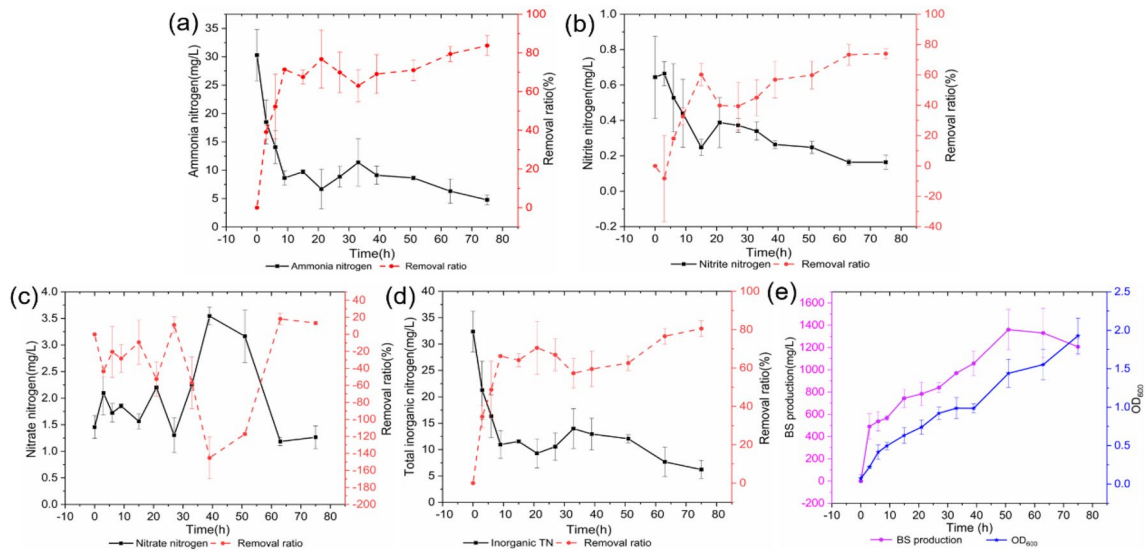 (a)
Ammonia nitrogen(mg/L)
35
30
25
20
15
10
5
0
100
80
60
40
20
0
Removal ratio(%)
-10 0 10 20 30 40 50 60 70 80 90
Time(h)
Ammonia nitrogen Removal ratio
(b)
Nitrite nitrogen(mg/L)
1.0
0.8
0.6
0.4
0.2
0.0
-0.2
100
80
60
40
20
0
-20
-40
Removal ratio(%)
-10 0 10 20 30 40 50 60 70 80 90
Time(h)
Nitrite nitrogen Removal ratio
(c)
Nitrate nitrogen(mg/L)
4.0
3.5
3.0
2.5
2.0
1.5
1.0
0.5
0.0
40
20
0
-20
-40
-60
-80
-100
-120
-140
-160
-180
-200
Removal ratio(%)
-10 0 10 20 30 40 50 60 70 80 90
Time(h)
Nitrate nitrogen Removal ratio
(d)
Total inorganic nitrogen(mg/L)
40
35
30
25
20
15
10
5
0
100
80
60
40
20
0
Removal ratio(%)
-10 0 10 20 30 40 50 60 70 80 90
Time(h)
Inorganic TN Removal ratio
(e)
BS production(mg/L)
1600
1400
1200
1000
800
600
400
200
0
-200
2.5
2.0
1.5
1.0
0.5
0.0
OD600
-10 0 10 20 30 40 50 60 70 80 90
Time (h)
BS production OD600